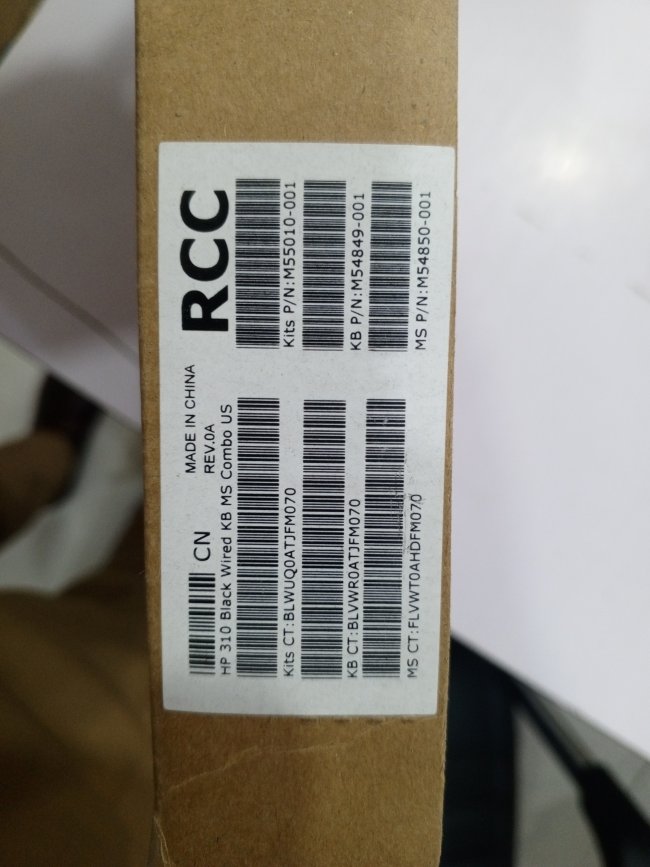 CN
MADE IN CHINA
REV.0A
RCC
HP 310 Black Wired KB MS Combo US
Kits CT:BLWUQ0ATJFM070
Kits P/N:M55010-001
KB CT:BLVWR0ATJFM070
KB P/N:M54849-001
MS CT:FLVWT0AHDFM070
MS P/N:M54850-001